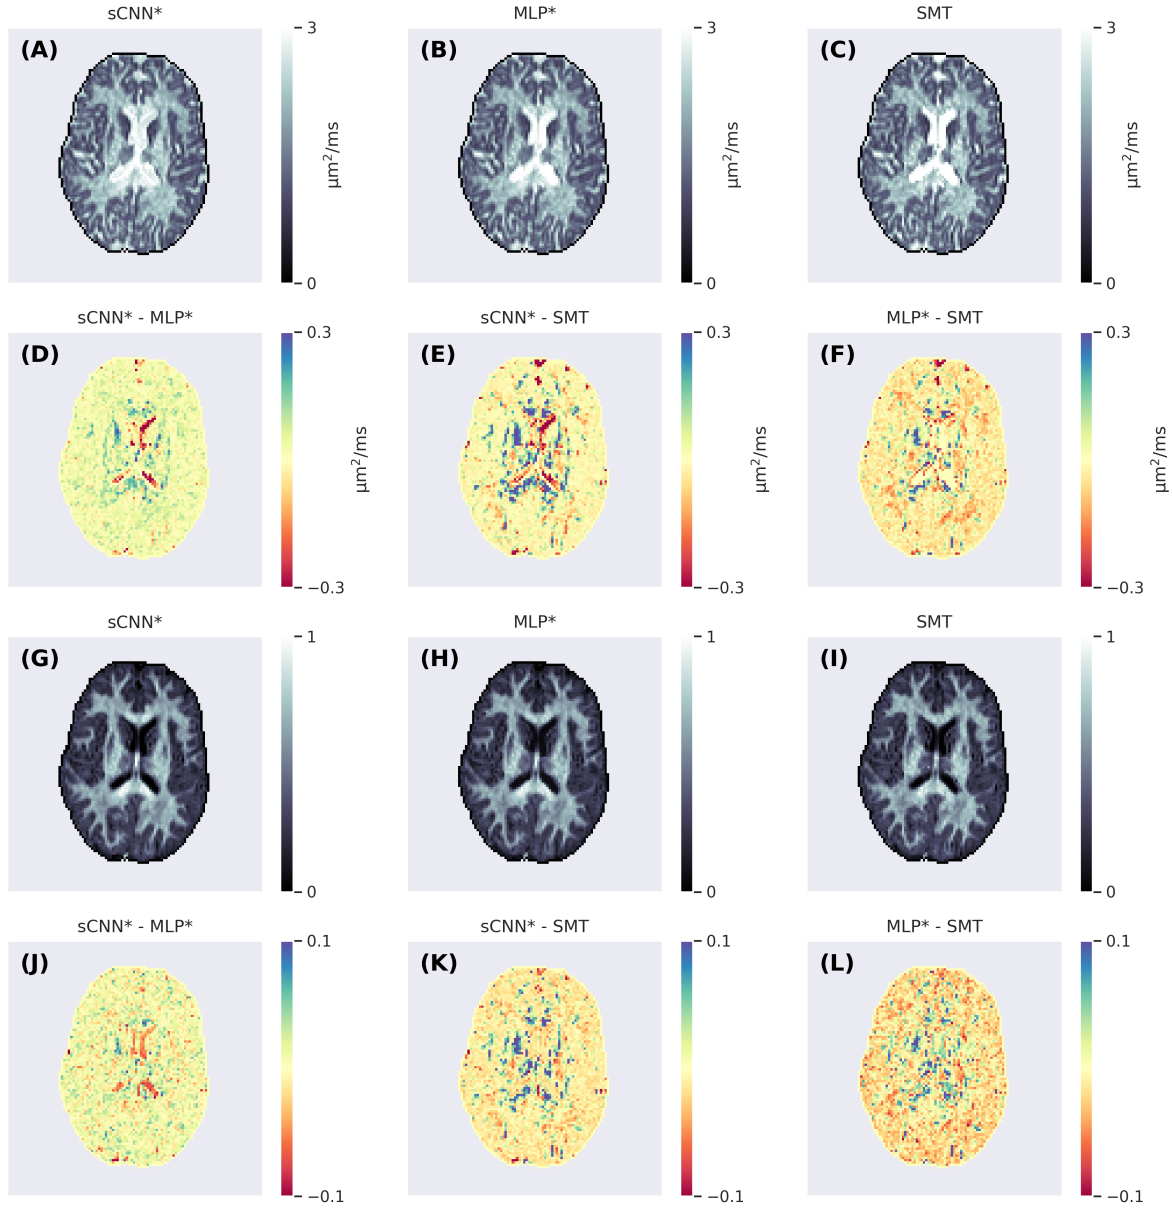 sCNN* MLP* SMT
(A) 3 (B) 3 (C) 3
μm²/ms μm²/ms μm²/ms
0 0 0
sCNN* - MLP* sCNN* - SMT MLP* - SMT
(D) 0.3 (E) 0.3 (F) 0.3
μm²/ms μm²/ms μm²/ms
−0.3 −0.3 −0.3
sCNN* MLP* SMT
(G) 1 (H) 1 (I) 1
0 0 0
sCNN* - MLP* sCNN* - SMT MLP* - SMT
(J) 0.1 (K) 0.1 (L) 0.1
−0.1 −0.1 −0.1